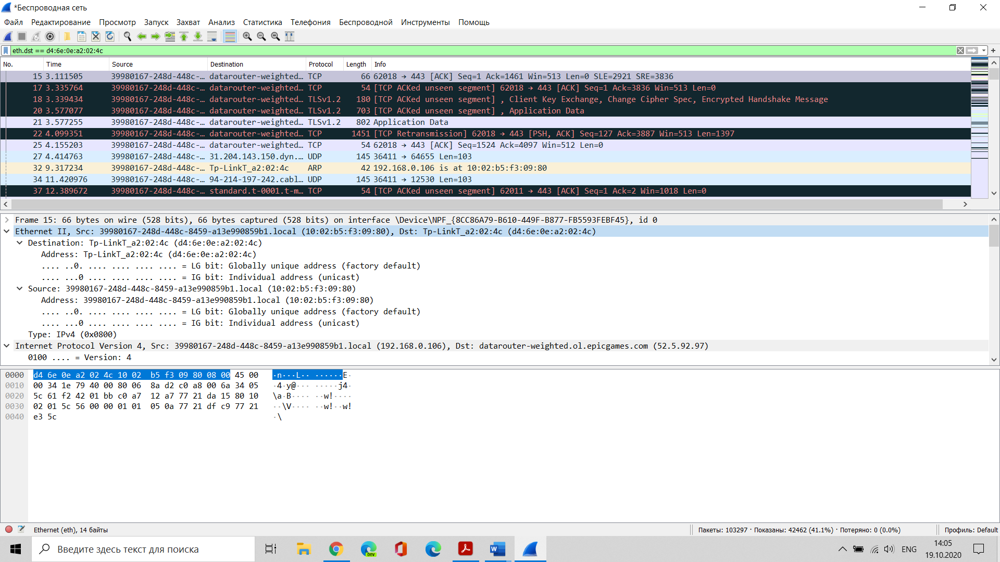 *Беспроводная сеть
Файл Редактирование Просмотр Запуск Захват Анализ Статистика Телефония Беспроводной Инструменты Помощь
eth.dst == d4:6e:0e:a2:02:4c
No. Time Source Destination Protocol Length Info
15 3.111505 39980167-248d-448c-… datarouter-weighted… TCP 66 62018 → 443 [ACK] Seq=1 Ack=1461 Win=513 Len=0 SLE=2921 SRE=3836
17 3.335764 39980167-248d-448c-… datarouter-weighted… TCP 54 [TCP ACKed unseen segment] 62018 → 443 [ACK] Seq=1 Ack=3836 Win=513 Len=0
18 3.339434 39980167-248d-448c-… datarouter-weighted… TLSv1.2 180 [TCP ACKed unseen segment] , Client Key Exchange, Change Cipher Spec, Encrypted Handshake Message
20 3.577077 39980167-248d-448c-… datarouter-weighted… TLSv1.2 703 [TCP ACKed unseen segment] , Application Data
21 3.577255 39980167-248d-448c-… datarouter-weighted… TLSv1.2 802 Application Data
22 4.099351 39980167-248d-448c-… datarouter-weighted… TCP 1451 [TCP Retransmission] 62018 → 443 [PSH, ACK] Seq=127 Ack=3887 Win=513 Len=1397
25 4.155203 39980167-248d-448c-… datarouter-weighted… TCP 54 62018 → 443 [ACK] Seq=1524 Ack=4097 Win=512 Len=0
27 4.414763 39980167-248d-448c-… 31.204.143.150.dyn.… UDP 145 36411 → 64655 Len=103
32 9.317234 39980167-248d-448c-… Tp-LinkT_a2:02:4c ARP 42 192.168.0.106 is at 10:02:b5:f3:09:80
34 11.420976 39980167-248d-448c-… 94-214-197-242.cabl… UDP 145 36411 → 12530 Len=103
37 12.389672 39980167-248d-448c-… standard.t-0001.t-m… TCP 54 [TCP ACKed unseen segment] 62011 → 443 [ACK] Seq=1 Ack=2 Win=1018 Len=0
Frame 15: 66 bytes on wire (528 bits), 66 bytes captured (528 bits) on interface \Device\NPF_{8CC86A79-B610-449F-B877-FB5593FEBF45}, id 0
Ethernet II, Src: 39980167-248d-448c-8459-a13e990859b1.local (10:02:b5:f3:09:80), Dst: Tp-LinkT_a2:02:4c (d4:6e:0e:a2:02:4c)
Destination: Tp-LinkT_a2:02:4c (d4:6e:0e:a2:02:4c)
Address: Tp-LinkT_a2:02:4c (d4:6e:0e:a2:02:4c)
.... ..0. .... .... .... .... = LG bit: Globally unique address (factory default)
.... ...0 .... .... .... .... = IG bit: Individual address (unicast)
Source: 39980167-248d-448c-8459-a13e990859b1.local (10:02:b5:f3:09:80)
Address: 39980167-248d-448c-8459-a13e990859b1.local (10:02:b5:f3:09:80)
.... ..0. .... .... .... .... = LG bit: Globally unique address (factory default)
.... ...0 .... .... .... .... = IG bit: Individual address (unicast)
Type: IPv4 (0x0800)
Internet Protocol Version 4, Src: 39980167-248d-448c-8459-a13e990859b1.local (192.168.0.106), Dst: datarouter-weighted.ol.epicgames.com (52.5.92.97)
0100 .... = Version: 4
0000 d4 6e 0e a2 02 4c 10 02 b5 f3 09 80 08 00 45 00 ·n···L·· ······E·
0010 00 34 1e 79 40 00 80 06 8a d2 c0 a8 00 6a 34 05 ·4·y@··· ·····j4·
0020 5c 61 f2 42 01 bb c0 a7 12 a7 77 21 da 15 80 10 \a·B···· ··w!····
0030 02 01 5c 56 00 00 01 01 05 0a 77 21 df c9 77 21 ··\V···· ··w!··w!
0040 e3 5c ·\
Ethernet (eth), 14 байты Пакеты: 103297 · Показаны: 42462 (41.1%) · Потеряно: 0 (0.0%) Профиль: Default
Введите здесь текст для поиска
DEV
W
ENG
14:05
19.10.2020